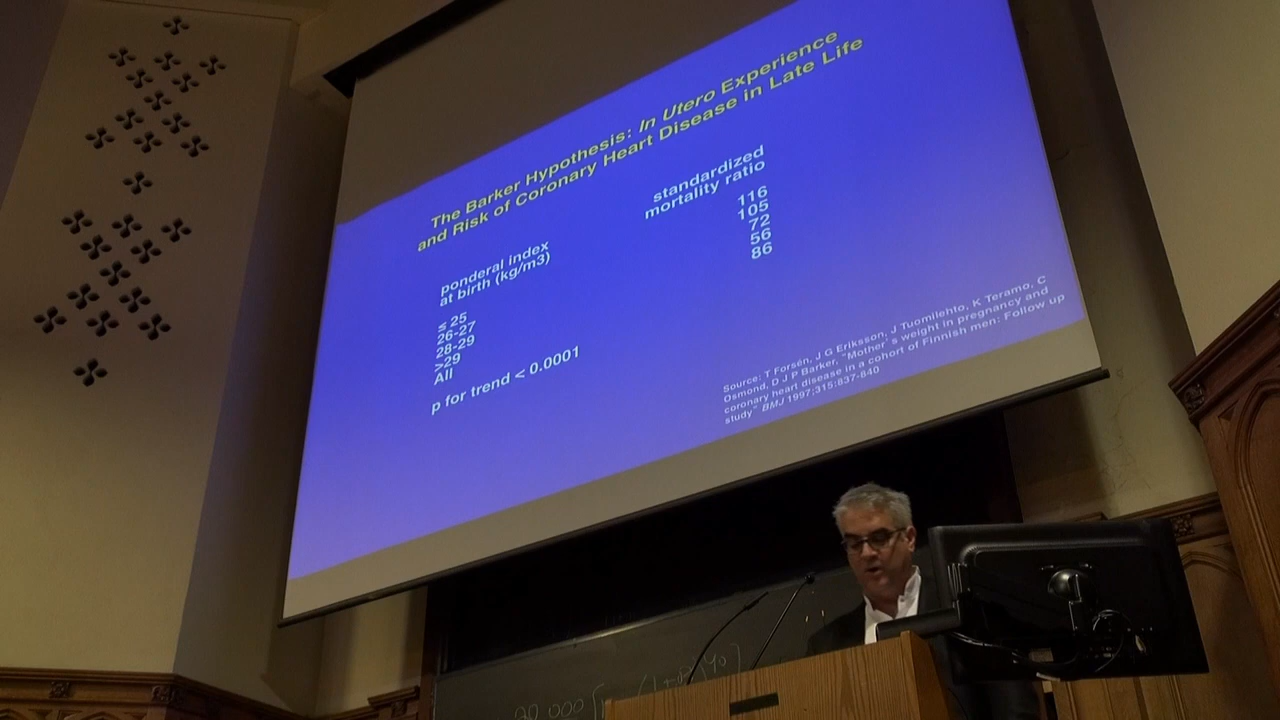 The Barker Hypothesis: In Utero Experience
and Risk of Coronary Heart Disease in Late Life
ponderal index
at birth (kg/m3)
standardized
mortality ratio
≤ 25
26-27
28-29
>29
All
116
105
72
56
86
p for trend < 0.0001
Source: T Forsén, J G Eriksson, J Tuomilehto, K Teramo, C
Osmond, D J P Barker, "Mother's weight in pregnancy and
coronary heart disease in a cohort of Finnish men: Follow up
study" BMJ 1997;315:837-840